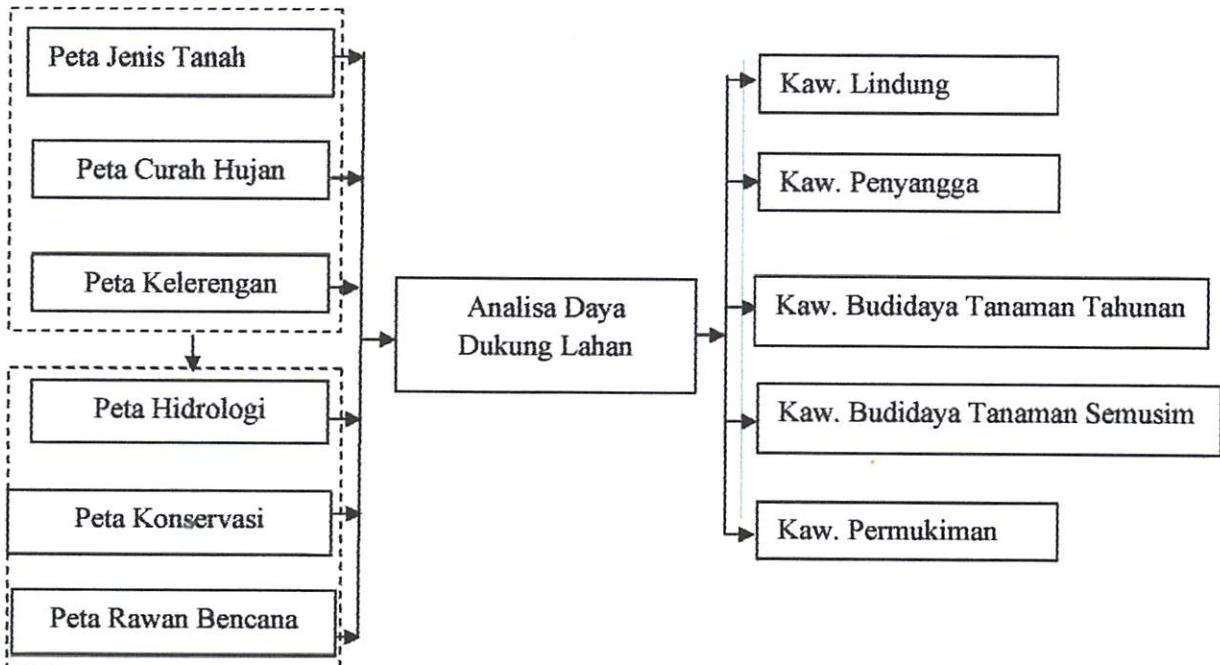 Peta Jenis Tanah
Peta Curah Hujan
Peta Kelerengan
Peta Hidrologi
Peta Konservasi
Peta Rawan Bencana
Analisa Daya
Dukung Lahan
Kaw. Lindung
Kaw. Penyangga
Kaw. Budidaya Tanaman Tahunan
Kaw. Budidaya Tanaman Semusim
Kaw. Permukiman